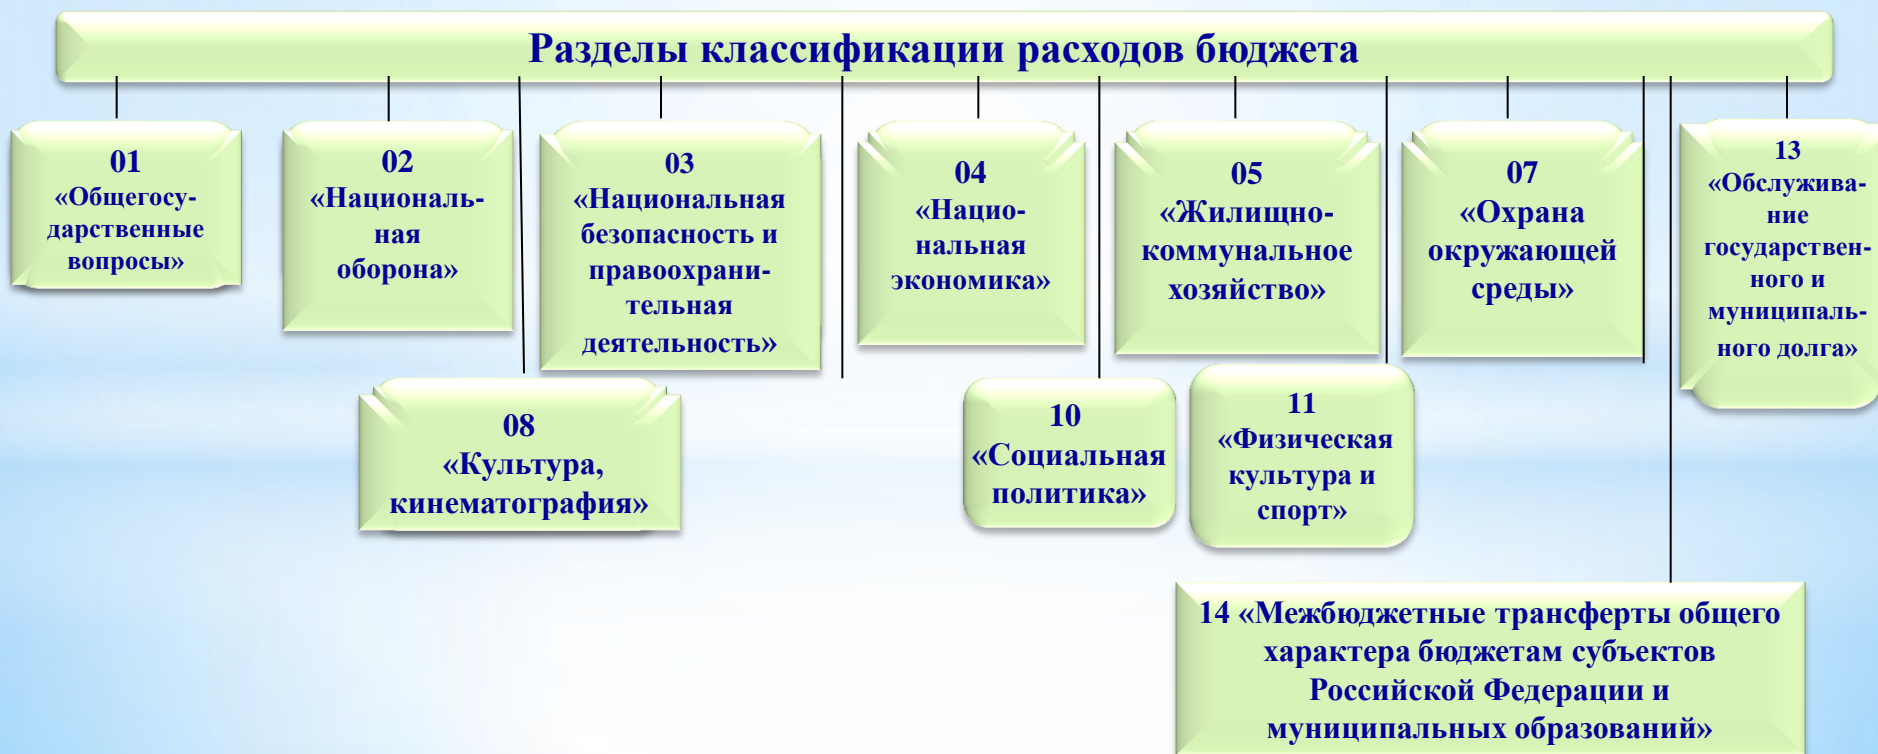 Разделы классификации расходов бюджета
01
«Общегосу-
дарственные
вопросы»
02
«Националь-
ная
оборона»
03
«Национальная
безопасность и
правоохрани-
тельная
деятельность»
04
«Нацио-
нальная
экономика»
05
«Жилищно-
коммунальное
хозяйство»
07
«Охрана
окружающей
среды»
13
«Обслужива-
ние
государствен-
ного и
муниципаль-
ного долга»
08
«Культура,
кинематография»
10
«Социальная
политика»
11
«Физическая
культура и
спорт»
14 «Межбюджетные трансферты общего
характера бюджетам субъектов
Российской Федерации и
муниципальных образований»